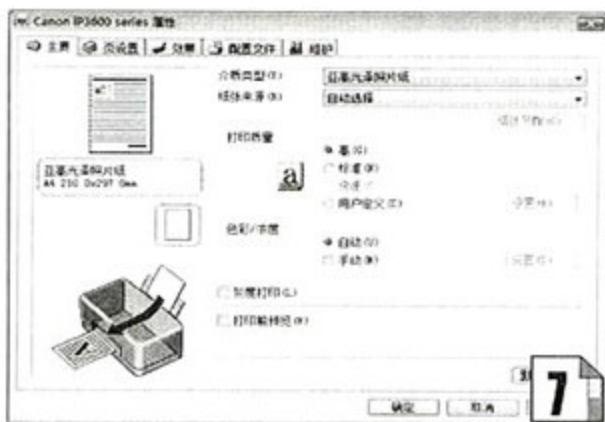 Canon iP3600 series 属性
主要 页设置 效果 配置文件 维护
介质类型(Y): 亚高光泽照片纸
纸张来源(R): 自动选择
打印质量
高(G)
标准(D)
用户定义(C)
亚高光泽照片纸
A4 210.0x297.0mm
色彩/浓度
自动(U)
手动(M)
灰度打印(L)
打印前预览(W)
确定 取消
7